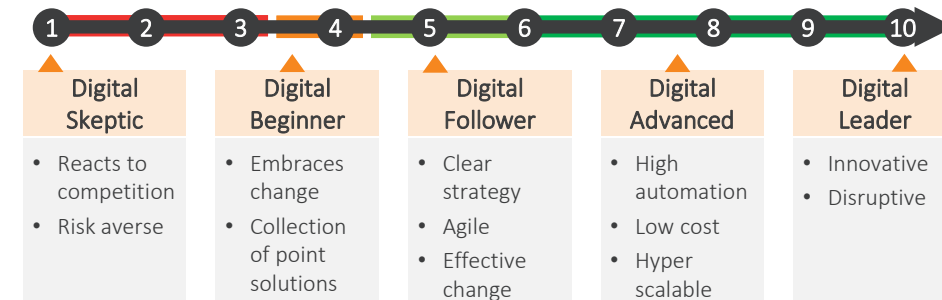 1 2 3 4 5 6 7 8 9 10
Digital
Skeptic
• Reacts to
competition
• Risk averse
Digital
Beginner
• Embraces
change
• Collection
of point
solutions
Digital
Follower
• Clear
strategy
• Agile
• Effective
change
Digital
Advanced
• High
automation
• Low cost
• Hyper
scalable
Digital
Leader
• Innovative
• Disruptive